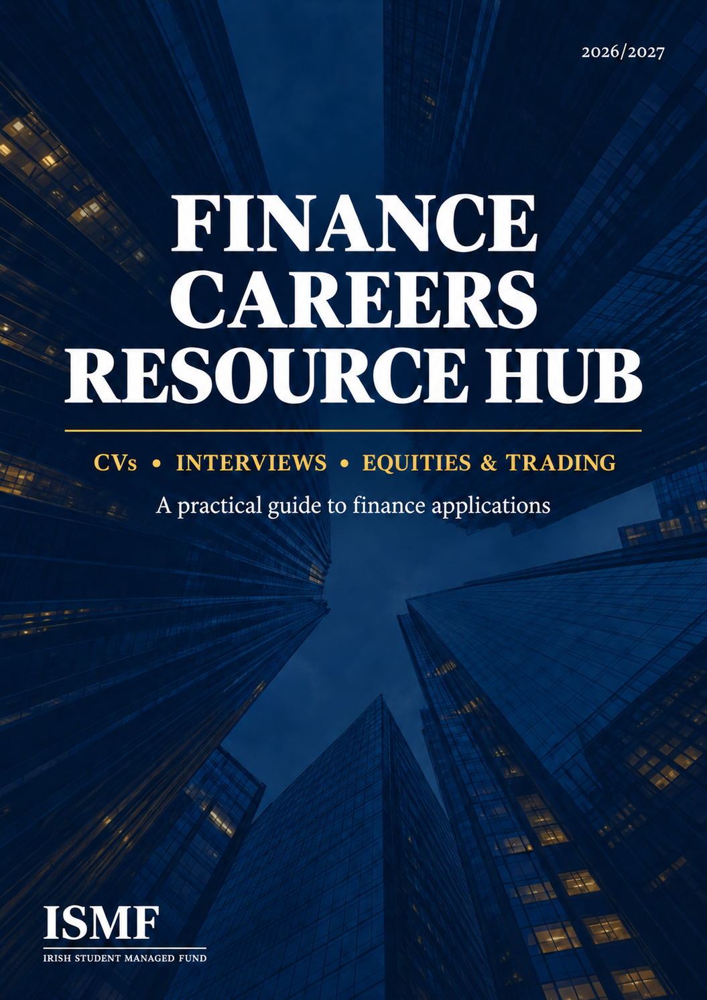 2026/2027
FINANCE
CAREERS
RESOURCE HUB
CVs • INTERVIEWS • EQUITIES & TRADING
A practical guide to finance applications
ISMF
IRISH STUDENT MANAGED FUND